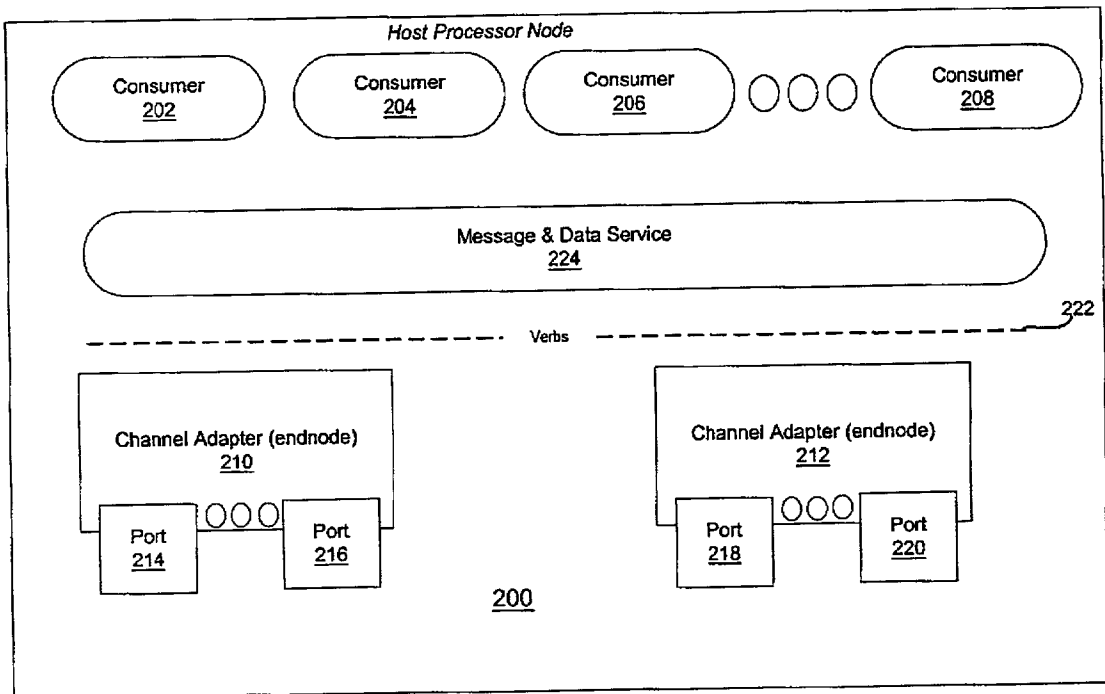 Host Processor Node
Consumer
202
Consumer
204
Consumer
206
Consumer
208
Message & Data Service
224
222
Verbs
Channel Adapter (endnode)
210
Channel Adapter (endnode)
212
Port
214
Port
216
Port
218
Port
220
200